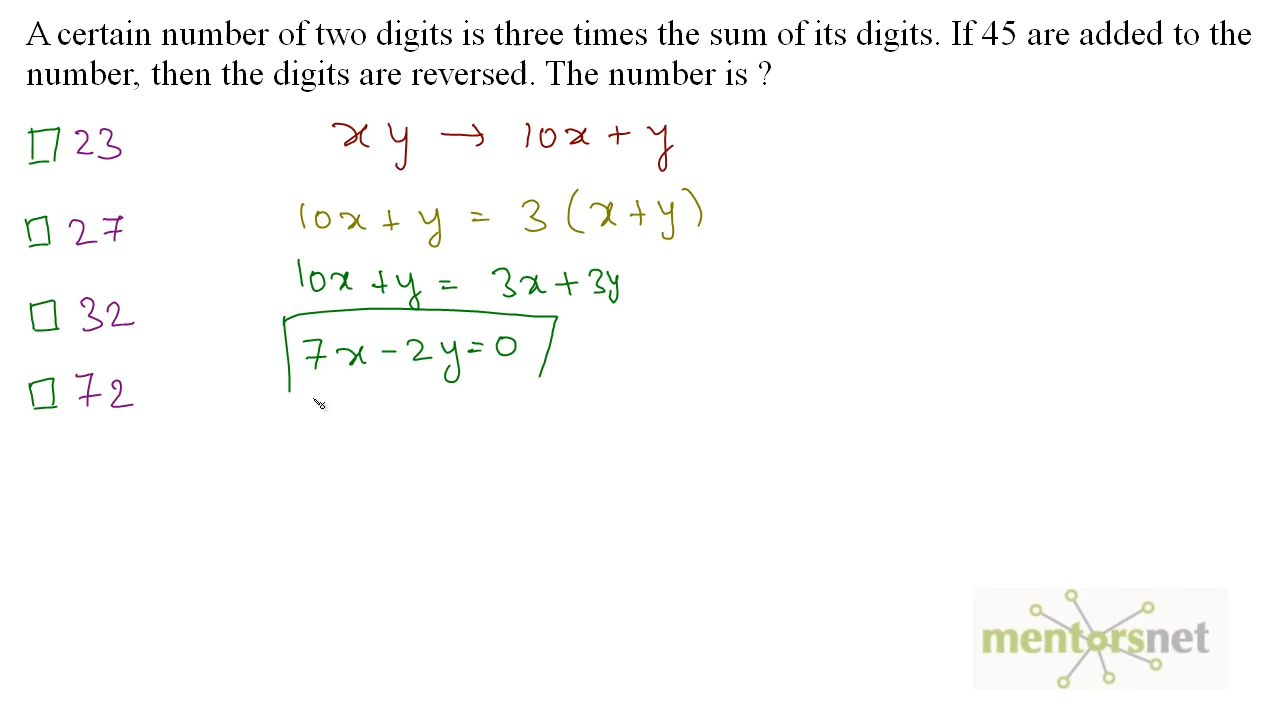 A certain number of two digits is three times the sum of its digits. If 45 are added to the
number, then the digits are reversed. The number is ?
23
27
32
72
x y → 10x + y
10x + y = 3 (x+y)
10x + y = 3x + 3y
7x - 2y = 0
mentorsnet